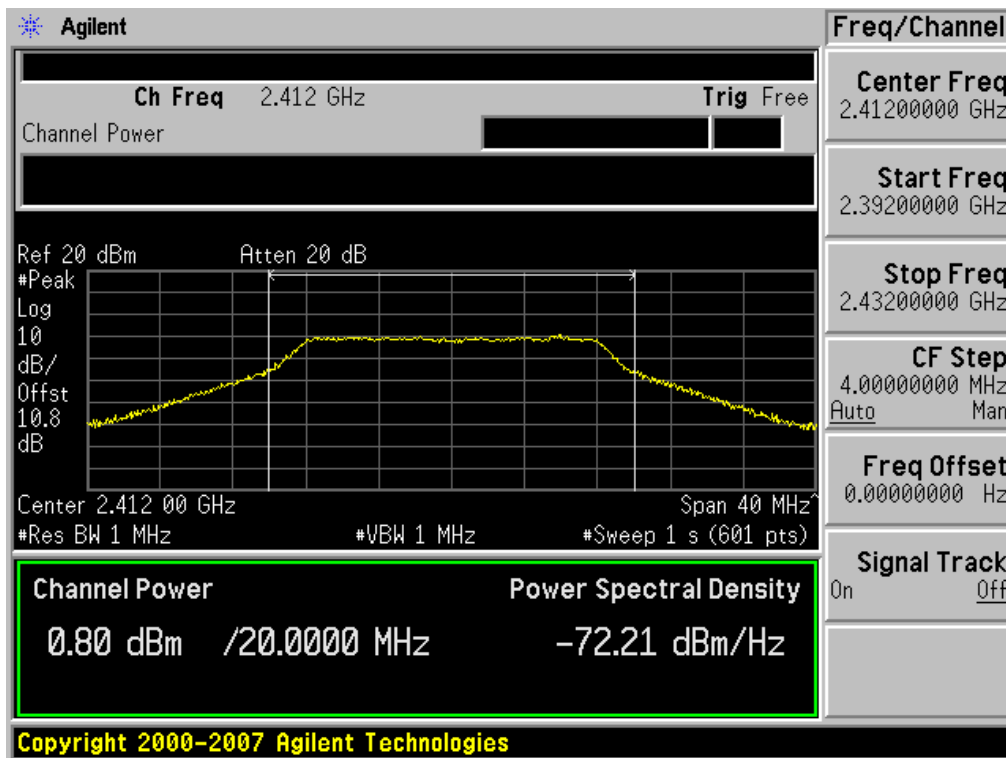 Agilent
Freq/Channel
Ch Freq 2.412 GHz Trig Free
Channel Power
Center Freq
2.41200000 GHz
Start Freq
2.39200000 GHz
Stop Freq
2.43200000 GHz
CF Step
4.00000000 MHz
Auto Man
Freq Offset
0.00000000 Hz
Signal Track
On Off
Ref 20 dBm Atten 20 dB
#Peak
Log
10
dB/
Offst
10.8
dB
Center 2.412 00 GHz Span 40 MHz^
#Res BW 1 MHz #VBW 1 MHz #Sweep 1 s (601 pts)
Channel Power Power Spectral Density
0.80 dBm /20.0000 MHz -72.21 dBm/Hz
Copyright 2000-2007 Agilent Technologies